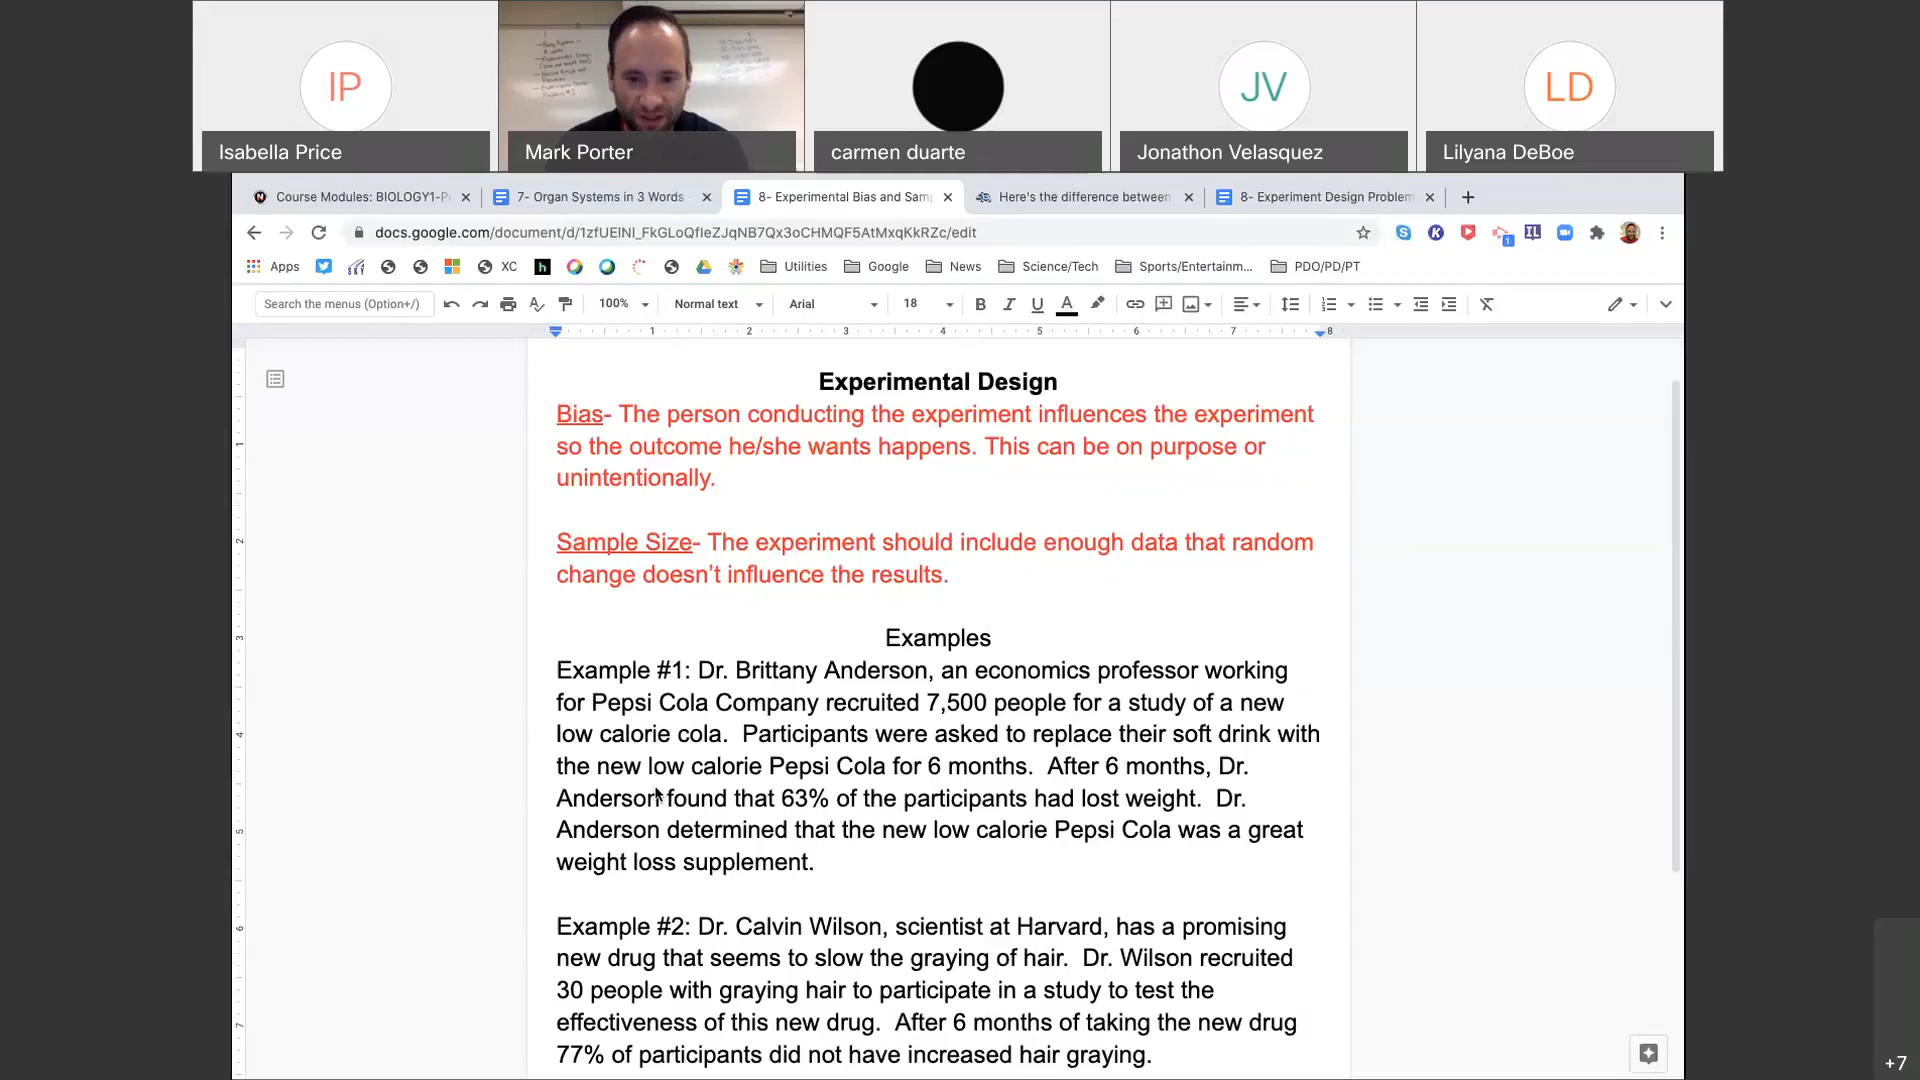 IP
JV
LD
Isabella Price
Mark Porter
carmen duarte
Jonathon Velasquez
Lilyana DeBoe
Course Modules: BIOLOGY1-P
7- Organ Systems in 3 Words
8- Experimental Bias and Samp
Here's the difference between
8- Experiment Design Problem
docs.google.com/document/d/
/edit
Apps
XC
Utilities
Google
News
Science/Tech
Sports/Entertainm...
PDO/PD/PT
Search the menus (Option+/)
100%
Normal text
Arial
18
1 2 3 4 5 6 7 8
Experimental Design
Bias- The person conducting the experiment influences the experiment
so the outcome he/she wants happens. This can be on purpose or
unintentionally.
Sample Size- The experiment should include enough data that random
change doesn't influence the results.
Examples
Example #1: Dr. Brittany Anderson, an economics professor working
for Pepsi Cola Company recruited 7,500 people for a study of a new
low calorie cola. Participants were asked to replace their soft drink with
the new low calorie Pepsi Cola for 6 months. After 6 months, Dr.
Anderson found that 63% of the participants had lost weight. Dr.
Anderson determined that the new low calorie Pepsi Cola was a great
weight loss supplement.
Example #2: Dr. Calvin Wilson, scientist at Harvard, has a promising
new drug that seems to slow the graying of hair. Dr. Wilson recruited
30 people with graying hair to participate in a study to test the
effectiveness of this new drug. After 6 months of taking the new drug
77% of participants did not have increased hair graying.
+7